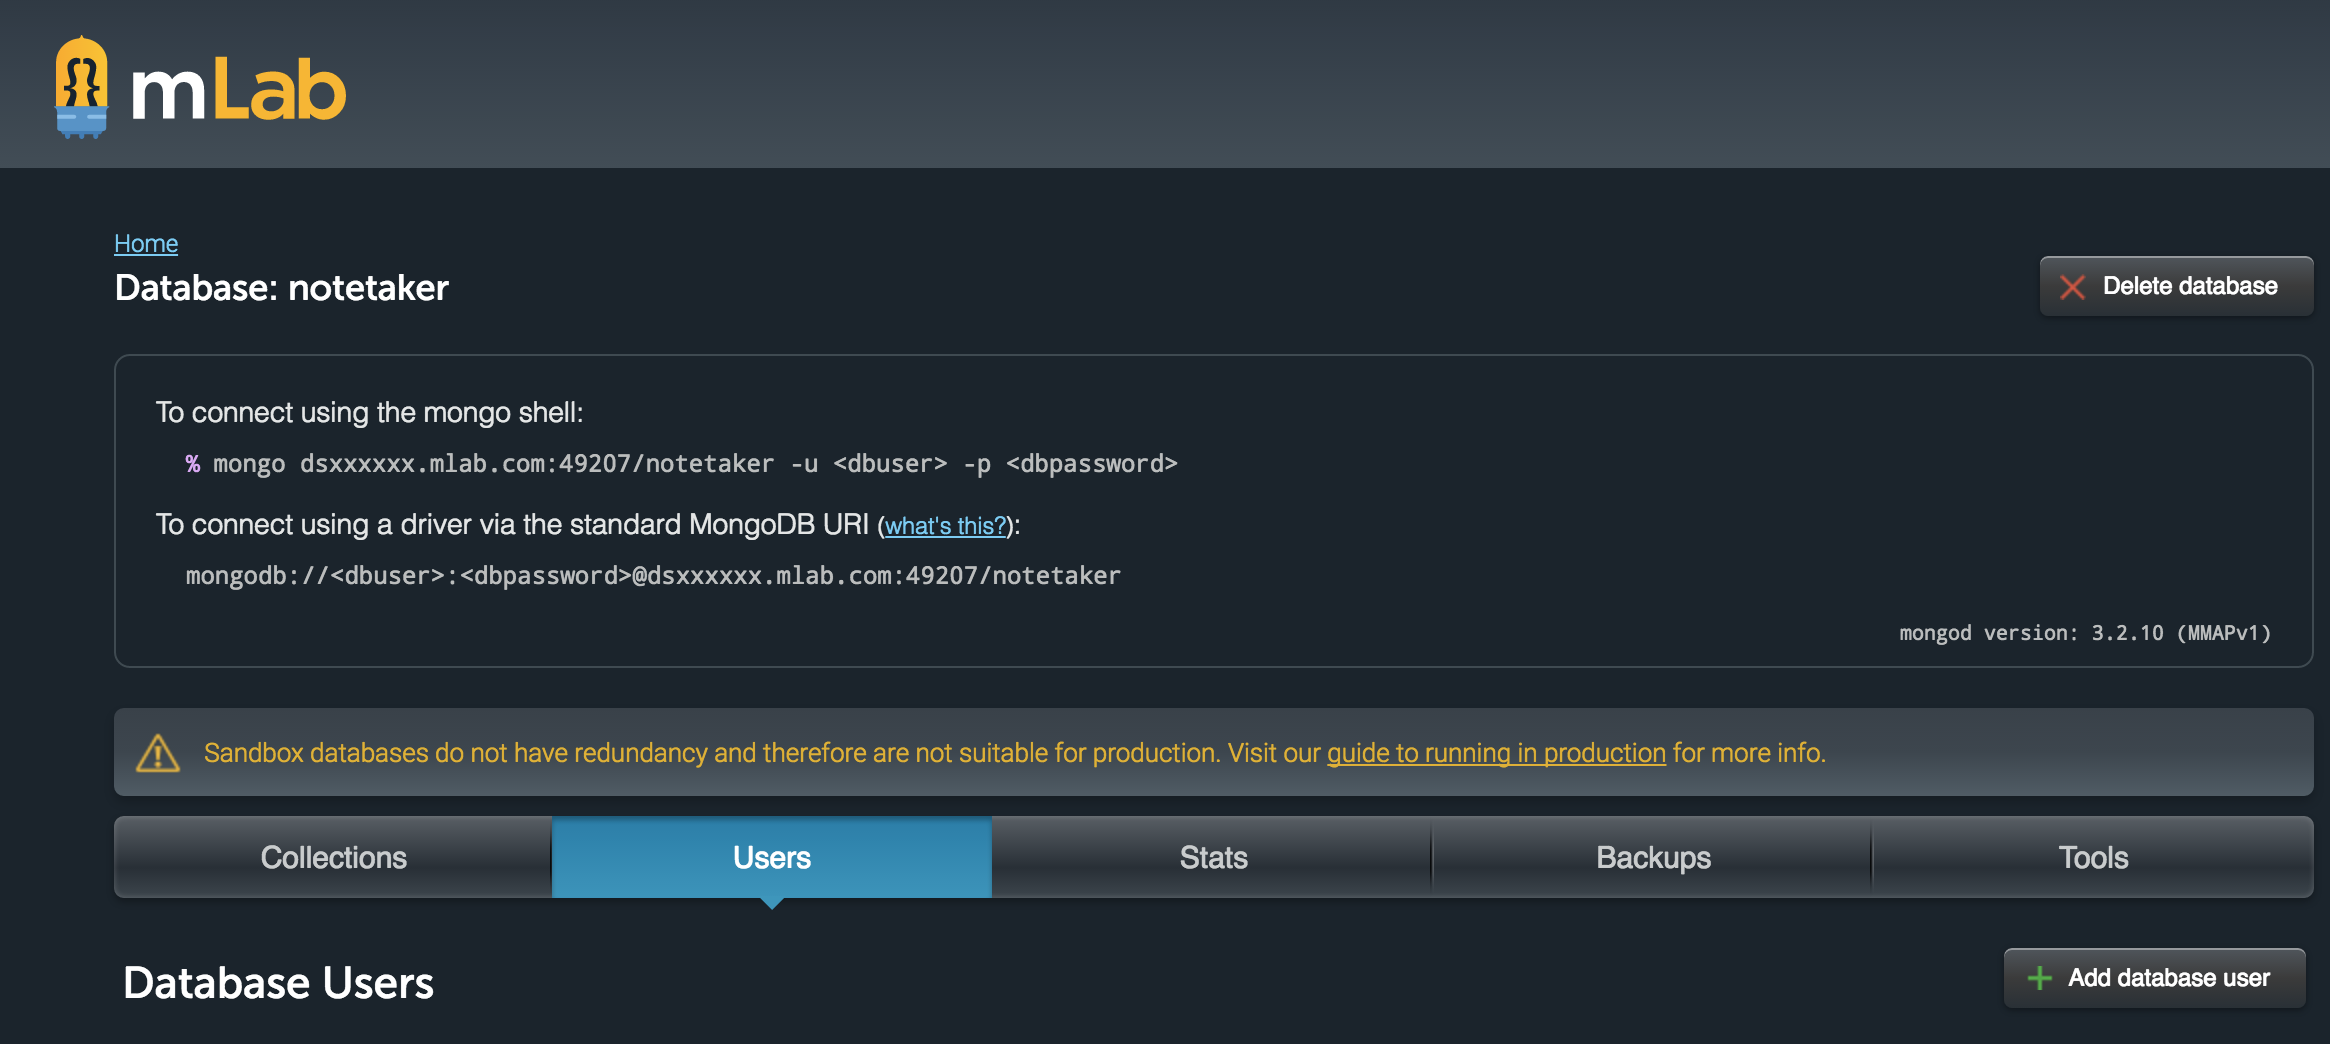 mLab
Home
Database: notetaker
Delete database
To connect using the mongo shell:
% mongo dsxxxxxx.mlab.com:49207/notetaker -u <dbuser> -p <dbpassword>
To connect using a driver via the standard MongoDB URI (what's this?):
mongodb://<dbuser>:<dbpassword>@dsxxxxxx.mlab.com:49207/notetaker
mongod version: 3.2.10 (MMAPv1)
Sandbox databases do not have redundancy and therefore are not suitable for production. Visit our guide to running in production for more info.
Collections Users Stats Backups Tools
Database Users
Add database user